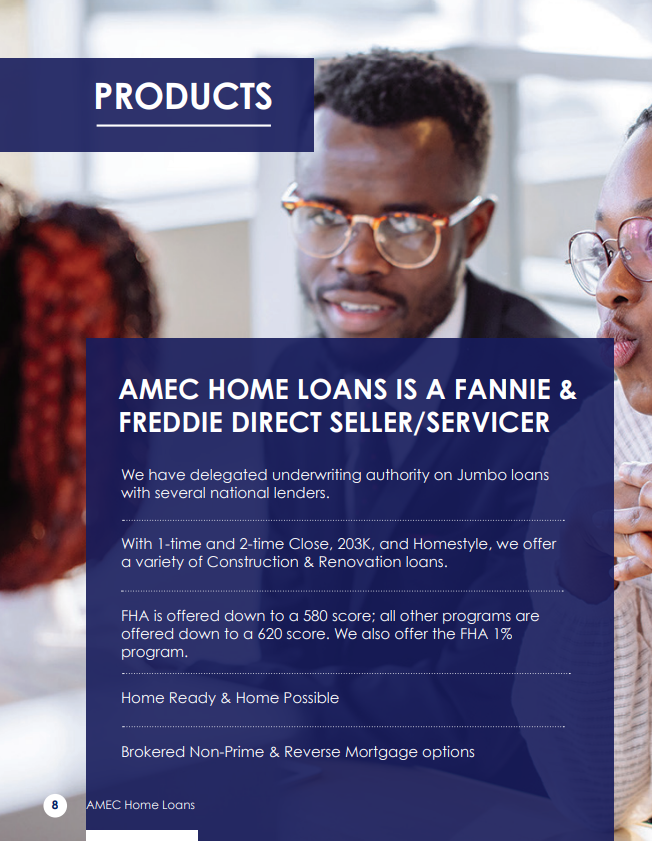 PRODUCTS
AMEC HOME LOANS IS A FANNIE &
FREDDIE DIRECT SELLER/SERVICER
We have delegated underwriting authority on Jumbo loans
with several national lenders.
With 1-time and 2-time Close, 203K, and Homestyle, we offer
a variety of Construction & Renovation loans.
FHA is offered down to a 580 score; all other programs are
offered down to a 620 score. We also offer the FHA 1%
program.
Home Ready & Home Possible
Brokered Non-Prime & Reverse Mortgage options
8 AMEC Home Loans